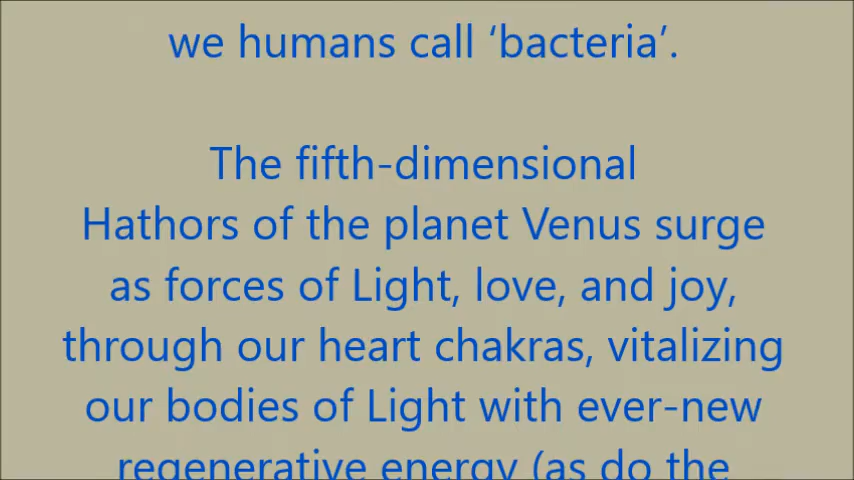 we humans call ‘bacteria’.
The fifth-dimensional
Hathors of the planet Venus surge
as forces of Light, love, and joy,
through our heart chakras, vitalizing
our bodies of Light with ever-new
regenerative energy (as do the